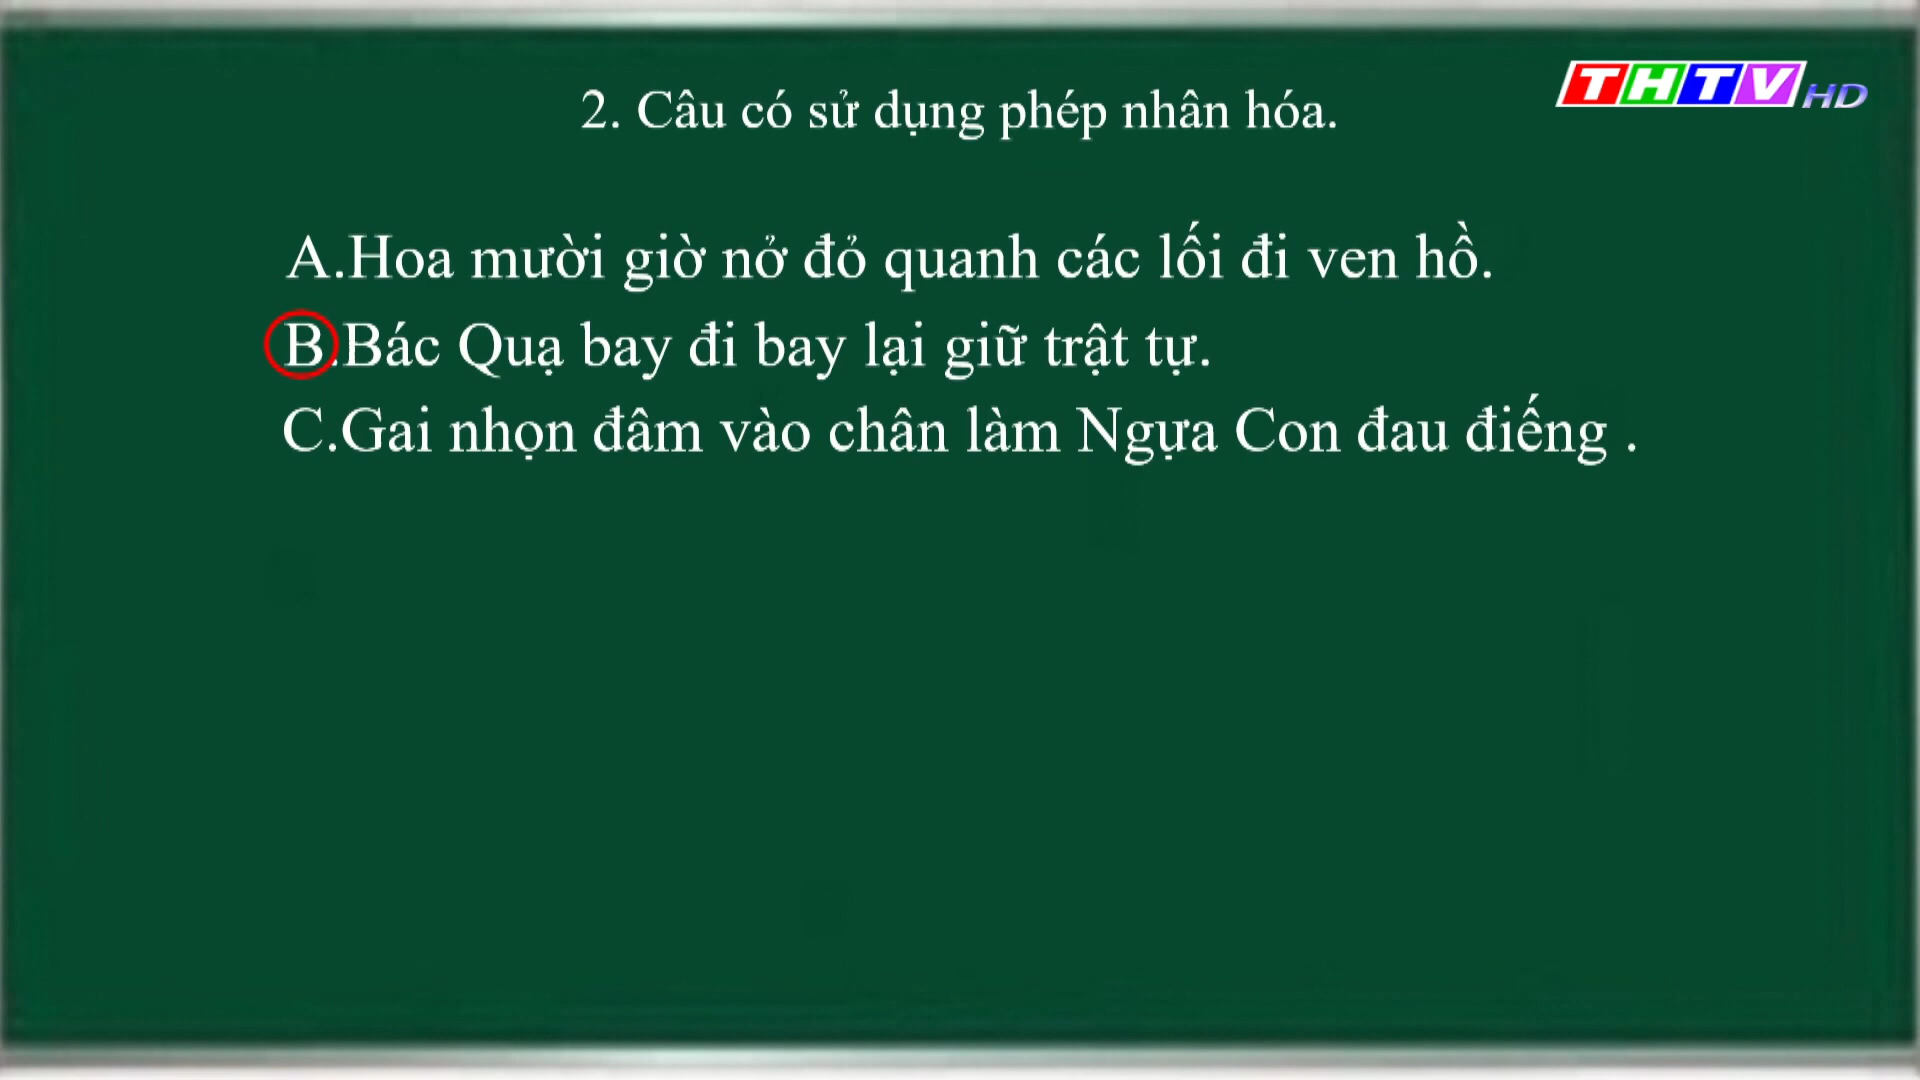 THTV HD
2. Câu có sử dụng phép nhân hóa.
A.Hoa mười giờ nở đỏ quanh các lối đi ven hồ.
B.Bác Quạ bay đi bay lại giữ trật tự.
C.Gai nhọn đâm vào chân làm Ngựa Con đau điếng .